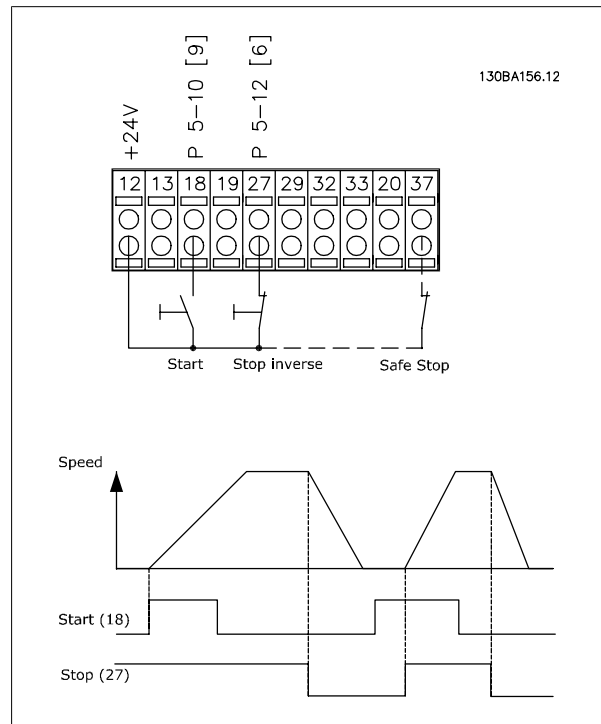 +24V
P 5-10 [9]
P 5-12 [6]
130BA156.12
12 13 18 19 27 29 32 33 20 37
Start Stop inverse Safe Stop
Speed
Start (18)
Stop (27)